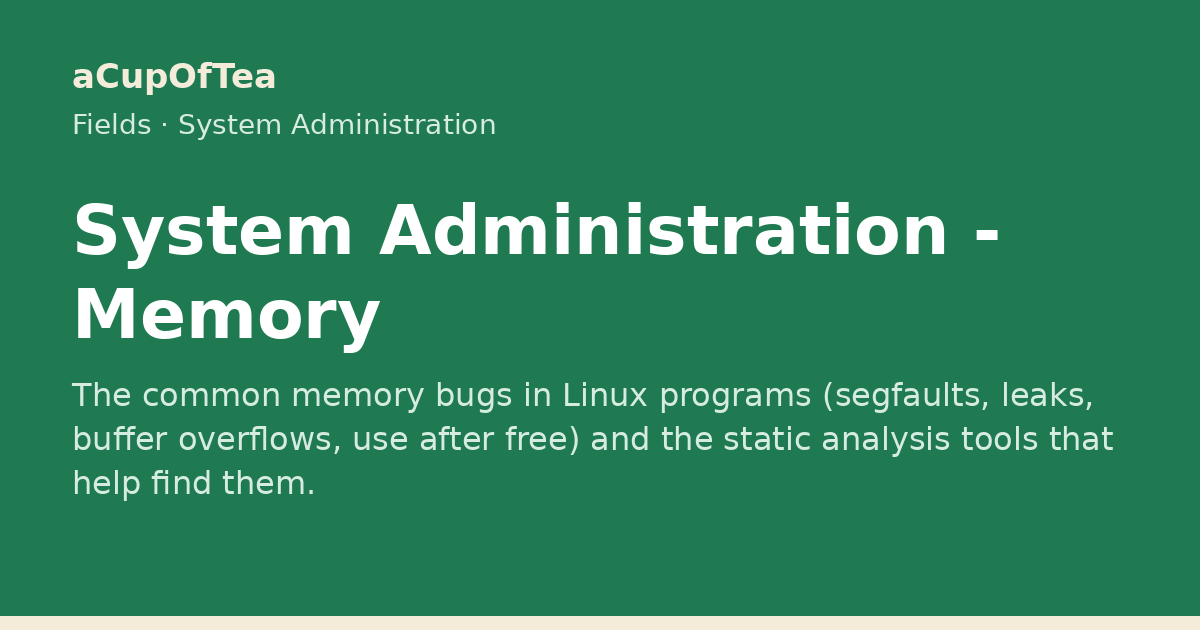 aCupOfTea
Fields · System Administration
System Administration -
Memory
The common memory bugs in Linux programs (segfaults, leaks,
buffer overflows, use after free) and the static analysis tools that
help find them.